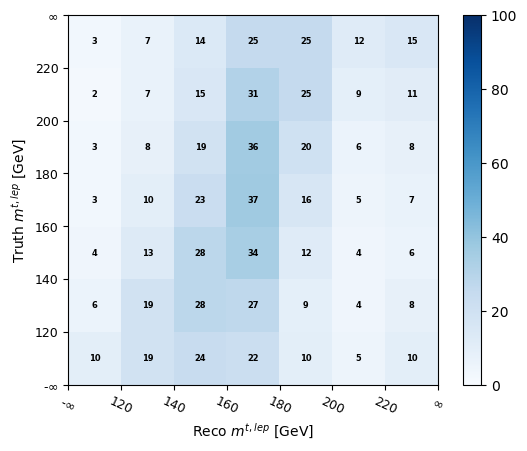 ∞
3 7 14 25 25 12 15
220
2 7 15 31 25 9 11
200
3 8 19 36 20 6 8
180
3 10 23 37 16 5 7
160
4 13 28 34 12 4 6
140
6 19 28 27 9 4 8
120
10 19 24 22 10 5 10
-∞
-∞ 120 140 160 180 200 220 ∞
Reco m^{t,lep} [GeV]
Truth m^{t,lep} [GeV]
100
80
60
40
20
0